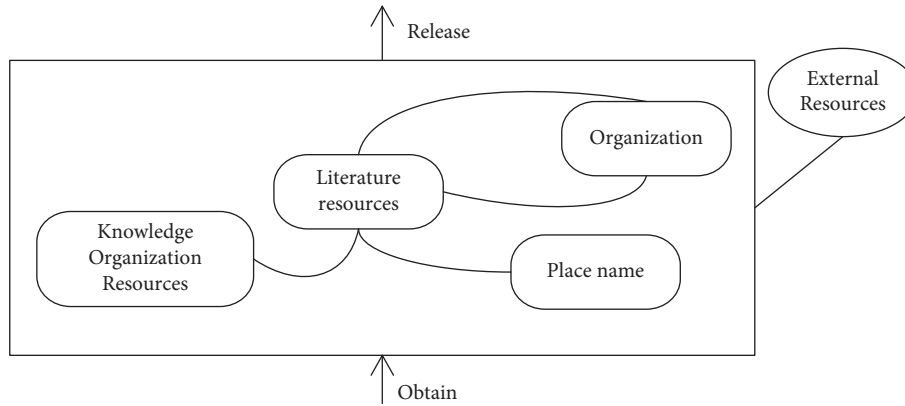 Release
External
Resources
Organization
Literature
resources
Knowledge
Organization
Resources
Place name
Obtain